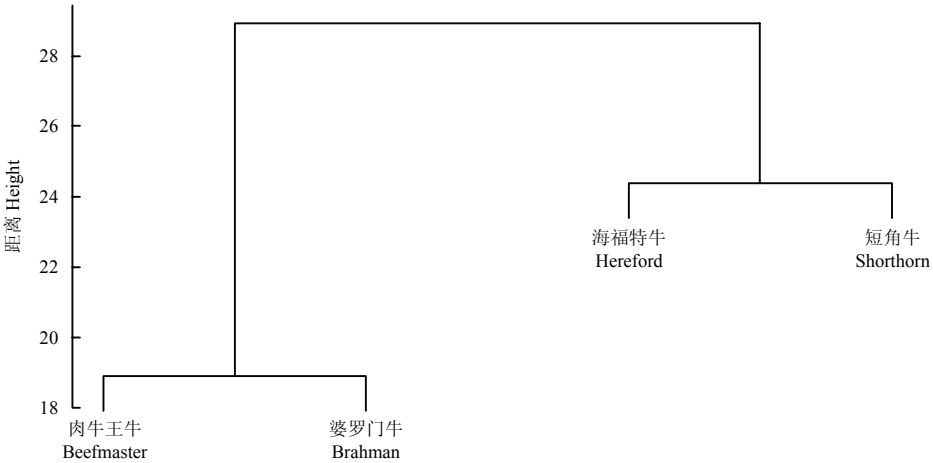 距离 Height
28
26
24
22
20
18
海福特牛
Hereford
短角牛
Shorthorn
肉牛王牛
Beefmaster
婆罗门牛
Brahman